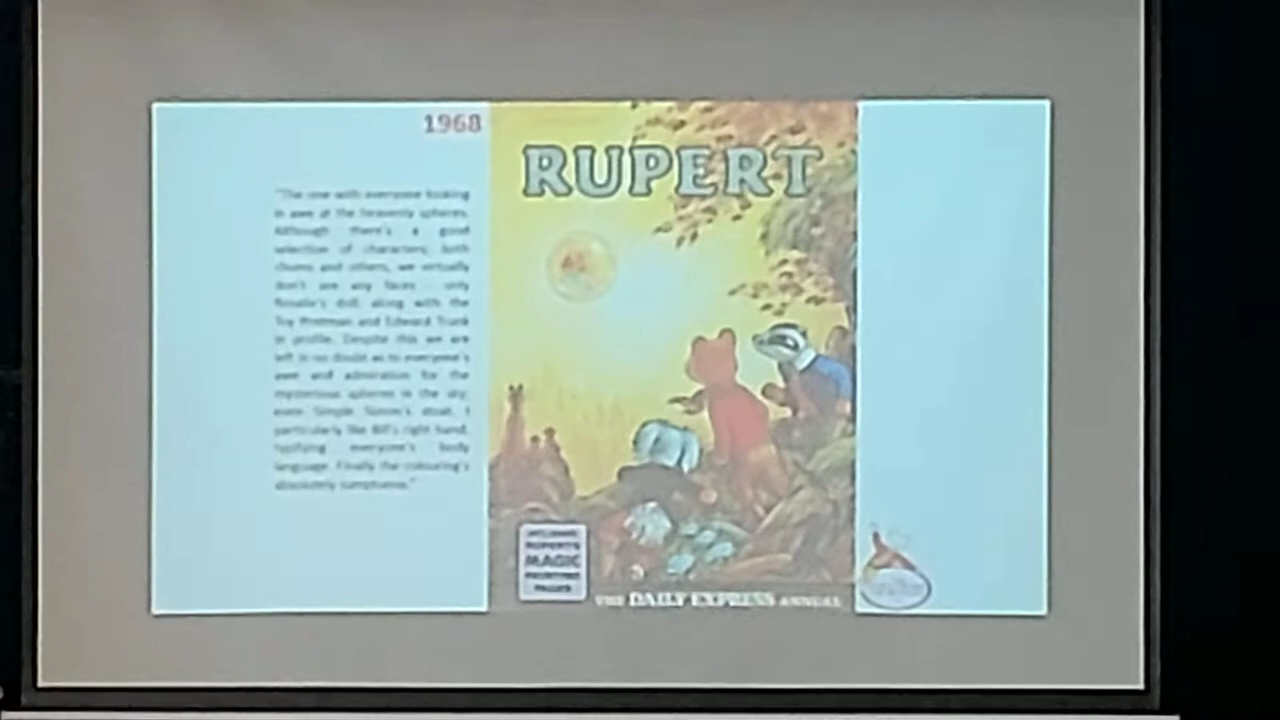 1968
"The one with everyone looking
in awe at the heavenly spheres.
Although there's a good
selection of characters, both
chums and others, we virtually
don't see any faces - only
Rosalie's doll, along with the
Toy Postman and Edward Trunk
in profile. Despite this we are
left in no doubt as to everyone's
awe and admiration for the
mysterious spheres in the sky;
even Simple Simon's stoat. I
particularly like Bill's right hand,
typifying everyone's body
language. Finally the colouring's
absolutely sumptuous."
RUPERT
INCLUDING
RUPERT'S
MAGIC
PAINTING
PAGES
THE DAILY EXPRESS ANNUAL